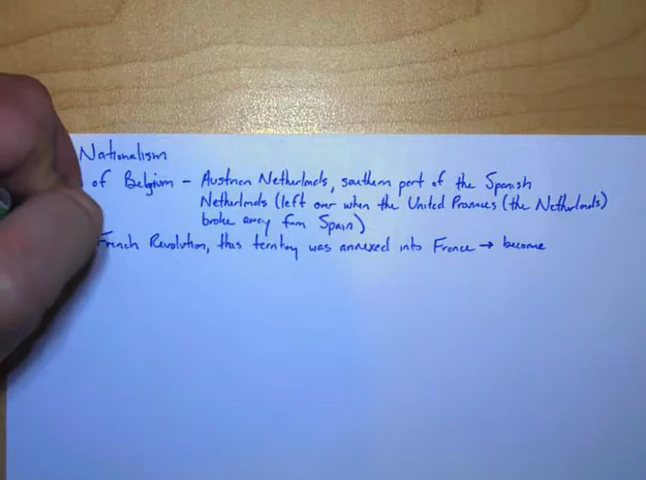 Nationalism
of Belgium - Austrian Netherlands, southern part of the Spanish
Netherlands (left over when the United Provinces (the Netherlands)
broke away from Spain)
French Revolution, this territory was annexed into France → become